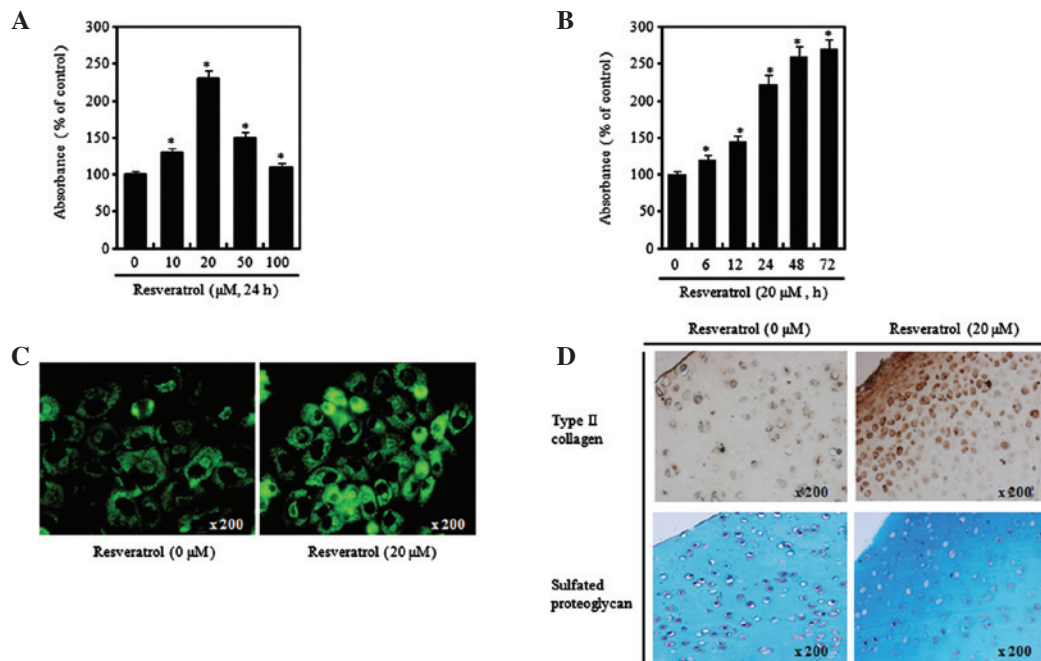 A
Absorbance (% of control)
300
250
200
150
100
50
0
*
*
*
*
0 10 20 50 100
Resveratrol (µM, 24 h)
B
Absorbance (% of control)
300
250
200
150
100
50
0
*
*
*
*
*
0 6 12 24 48 72
Resveratrol (20 µM , h)
C
x 200
x 200
Resveratrol (0 µM) Resveratrol (20 µM)
D
Resveratrol (0 µM) Resveratrol (20 µM)
Type II
collagen
x 200
x 200
Sulfated
proteoglycan
x 200
x 200